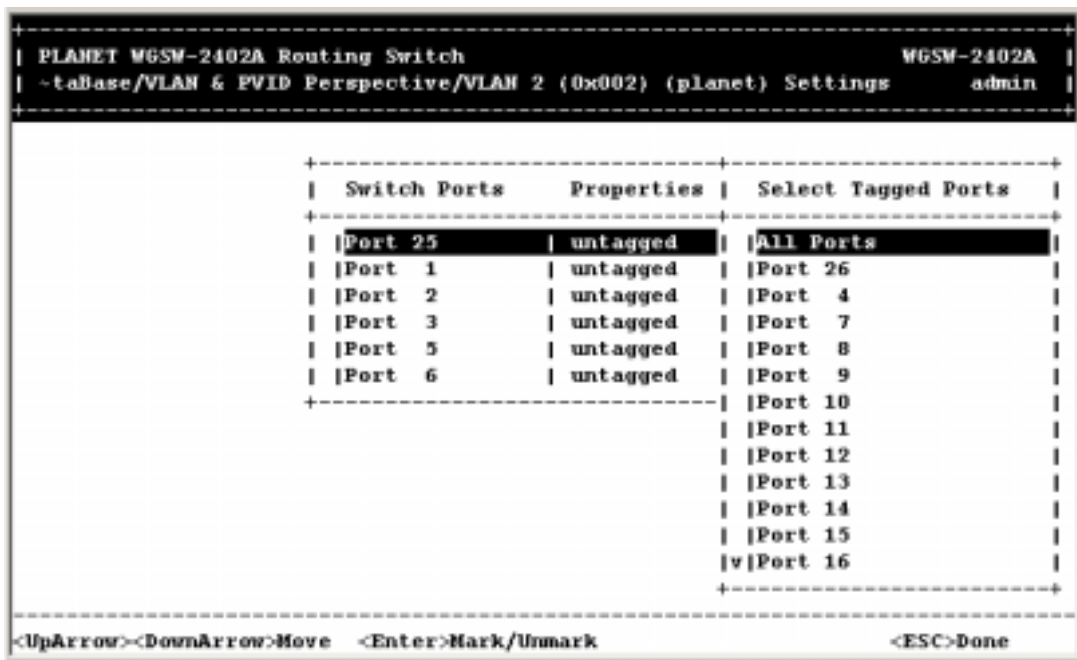 PLANET WGSW-2402A Routing Switch WGSW-2402A
~taBase/VLAN & PVID Perspective/VLAN 2 (0x002) (planet) Settings admin
Switch Ports Properties Select Tagged Ports
Port 25 | untagged All Ports
Port 1 | untagged Port 26
Port 2 | untagged Port 4
Port 3 | untagged Port 7
Port 5 | untagged Port 8
Port 6 | untagged Port 9
Port 10
Port 11
Port 12
Port 13
Port 14
Port 15
v|Port 16
<UpArrow><DownArrow>Move <Enter>Mark/Unmark <ESC>Done